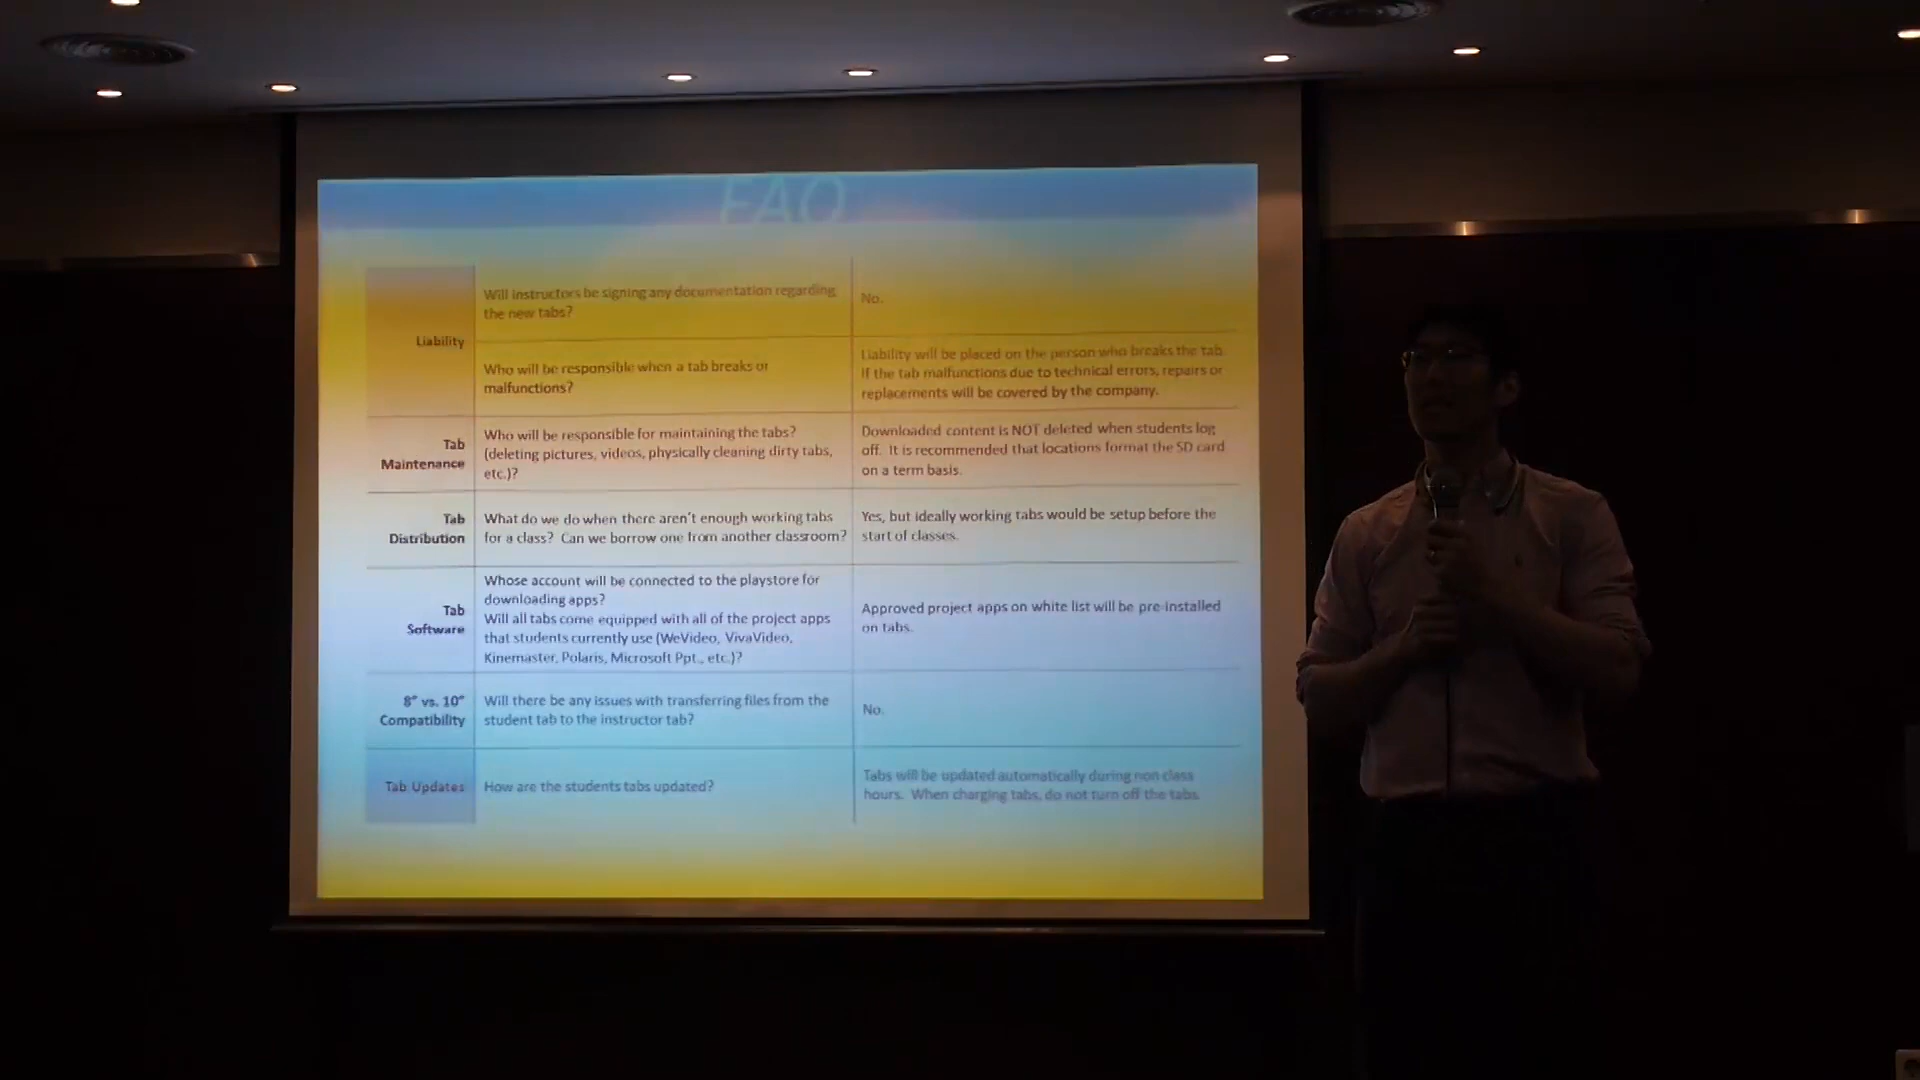 FAQ
Liability
Will instructors be signing any documentation regarding
the new tabs?
No.
Who will be responsible when a tab breaks or
malfunctions?
Liability will be placed on the person who breaks the tab.
If the tab malfunctions due to technical errors, repairs or
replacements will be covered by the company.
Tab
Maintenance
Who will be responsible for maintaining the tabs?
(deleting pictures, videos, physically cleaning dirty tabs,
etc.)?
Downloaded content is NOT deleted when students log
off. It is recommended that locations format the SD card
on a term basis.
Tab
Distribution
What do we do when there aren't enough working tabs
for a class? Can we borrow one from another classroom?
Yes, but ideally working tabs would be setup before the
start of classes.
Tab
Software
Whose account will be connected to the playstore for
downloading apps?
Will all tabs come equipped with all of the project apps
that students currently use (WeVideo, VivaVideo,
Kinemaster, Polaris, Microsoft Ppt., etc.)?
Approved project apps on white list will be pre-installed
on tabs.
8" vs. 10"
Compatibility
Will there be any issues with transferring files from the
student tab to the instructor tab?
No.
Tab Updates
How are the students tabs updated?
Tabs will be updated automatically during non class
hours. When charging tabs, do not turn off the tabs.